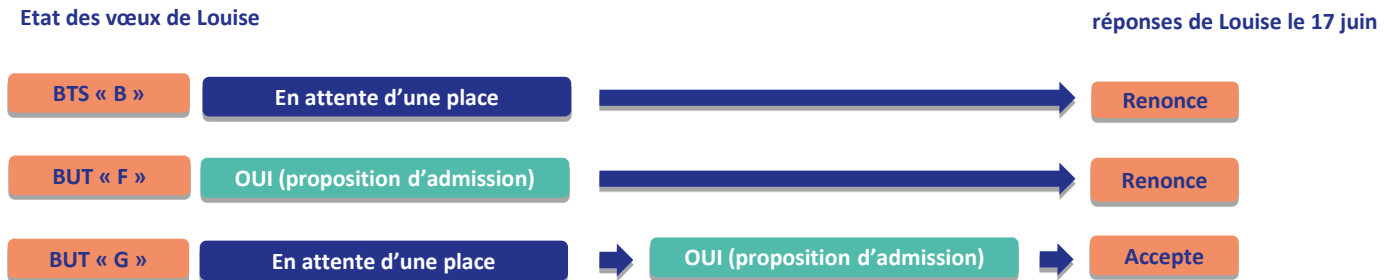 Etat des vœux de Louise
réponses de Louise le 17 juin
BTS « B » En attente d’une place Renonce
BUT « F » OUI (proposition d’admission) Renonce
BUT « G » En attente d’une place OUI (proposition d’admission) Accepte